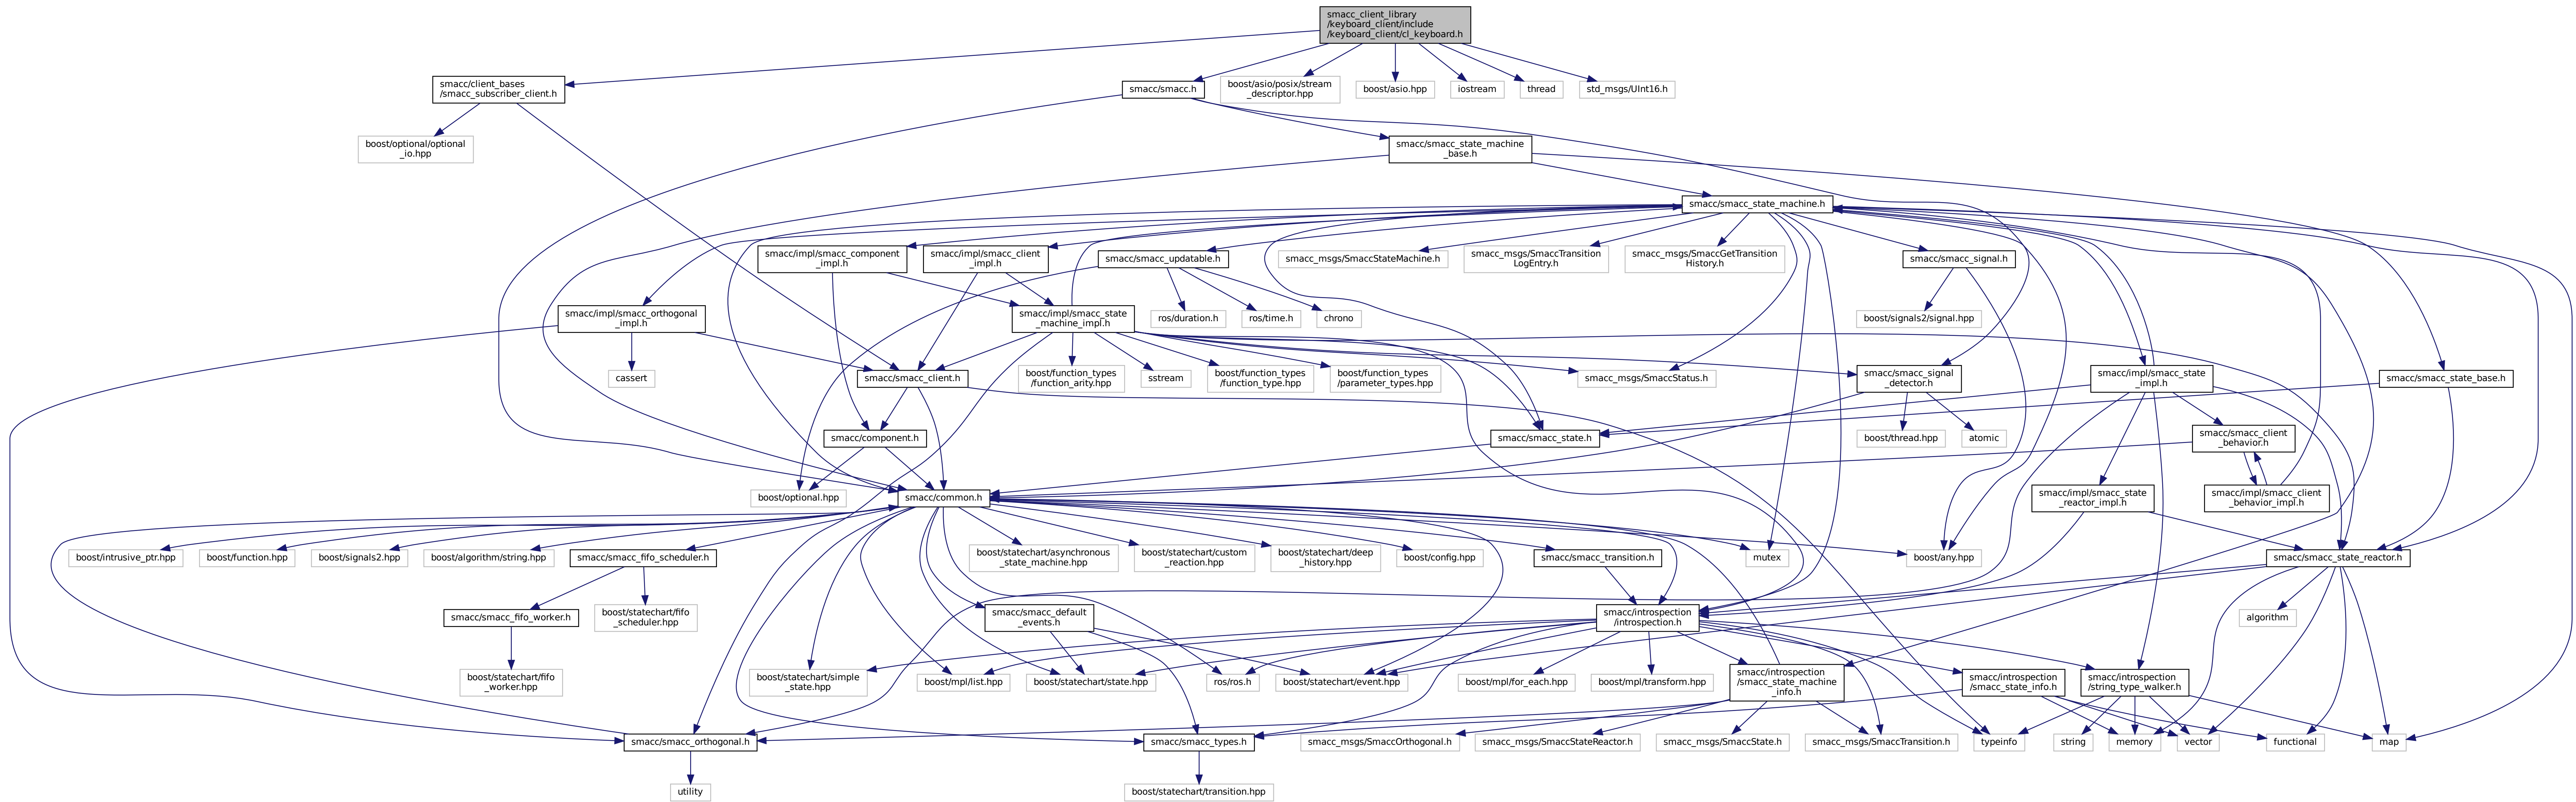 smacc_client_library
/keyboard_client/include
/keyboard_client/cl_keyboard.h
smacc/client_bases
/smacc_subscriber_client.h
smacc/smacc.h
boost/asio/posix/stream
_descriptor.hpp
boost/asio.hpp
iostream
thread
std_msgs/UInt16.h
boost/optional/optional
_io.hpp
smacc/smacc_state_machine
_base.h
smacc/smacc_state_machine.h
smacc/impl/smacc_component
_impl.h
smacc/impl/smacc_client
_impl.h
smacc/smacc_updatable.h
smacc_msgs/SmaccStateMachine.h
smacc_msgs/SmaccTransition
LogEntry.h
smacc_msgs/SmaccGetTransition
History.h
smacc/smacc_signal.h
smacc/impl/smacc_orthogonal
_impl.h
smacc/impl/smacc_state
_machine_impl.h
ros/duration.h
ros/time.h
chrono
boost/signals2/signal.hpp
cassert
smacc/smacc_client.h
boost/function_types
/function_arity.hpp
sstream
boost/function_types
/function_type.hpp
boost/function_types
/parameter_types.hpp
smacc_msgs/SmaccStatus.h
smacc/smacc_signal
_detector.h
smacc/impl/smacc_state
_impl.h
smacc/smacc_state_base.h
smacc/component.h
smacc/smacc_state.h
boost/thread.hpp
atomic
smacc/smacc_client
_behavior.h
boost/optional.hpp
smacc/common.h
smacc/impl/smacc_state
_reactor_impl.h
smacc/impl/smacc_client
_behavior_impl.h
boost/intrusive_ptr.hpp
boost/function.hpp
boost/signals2.hpp
boost/algorithm/string.hpp
smacc/smacc_fifo_scheduler.h
boost/statechart/asynchronous
_state_machine.hpp
boost/statechart/custom
_reaction.hpp
boost/statechart/deep
_history.hpp
boost/config.hpp
smacc/smacc_transition.h
mutex
boost/any.hpp
smacc/smacc_state_reactor.h
smacc/smacc_fifo_worker.h
boost/statechart/fifo
_scheduler.hpp
smacc/smacc_default
_events.h
smacc/introspection
/introspection.h
algorithm
boost/statechart/fifo
_worker.hpp
boost/statechart/simple
_state.hpp
boost/mpl/list.hpp
boost/statechart/state.hpp
ros/ros.h
boost/statechart/event.hpp
boost/mpl/for_each.hpp
boost/mpl/transform.hpp
smacc/introspection
/smacc_state_machine
_info.h
smacc/introspection
/smacc_state_info.h
smacc/introspection
/string_type_walker.h
smacc/smacc_orthogonal.h
smacc/smacc_types.h
smacc_msgs/SmaccOrthogonal.h
smacc_msgs/SmaccStateReactor.h
smacc_msgs/SmaccState.h
smacc_msgs/SmaccTransition.h
typeinfo
string
memory
vector
functional
map
utility
boost/statechart/transition.hpp